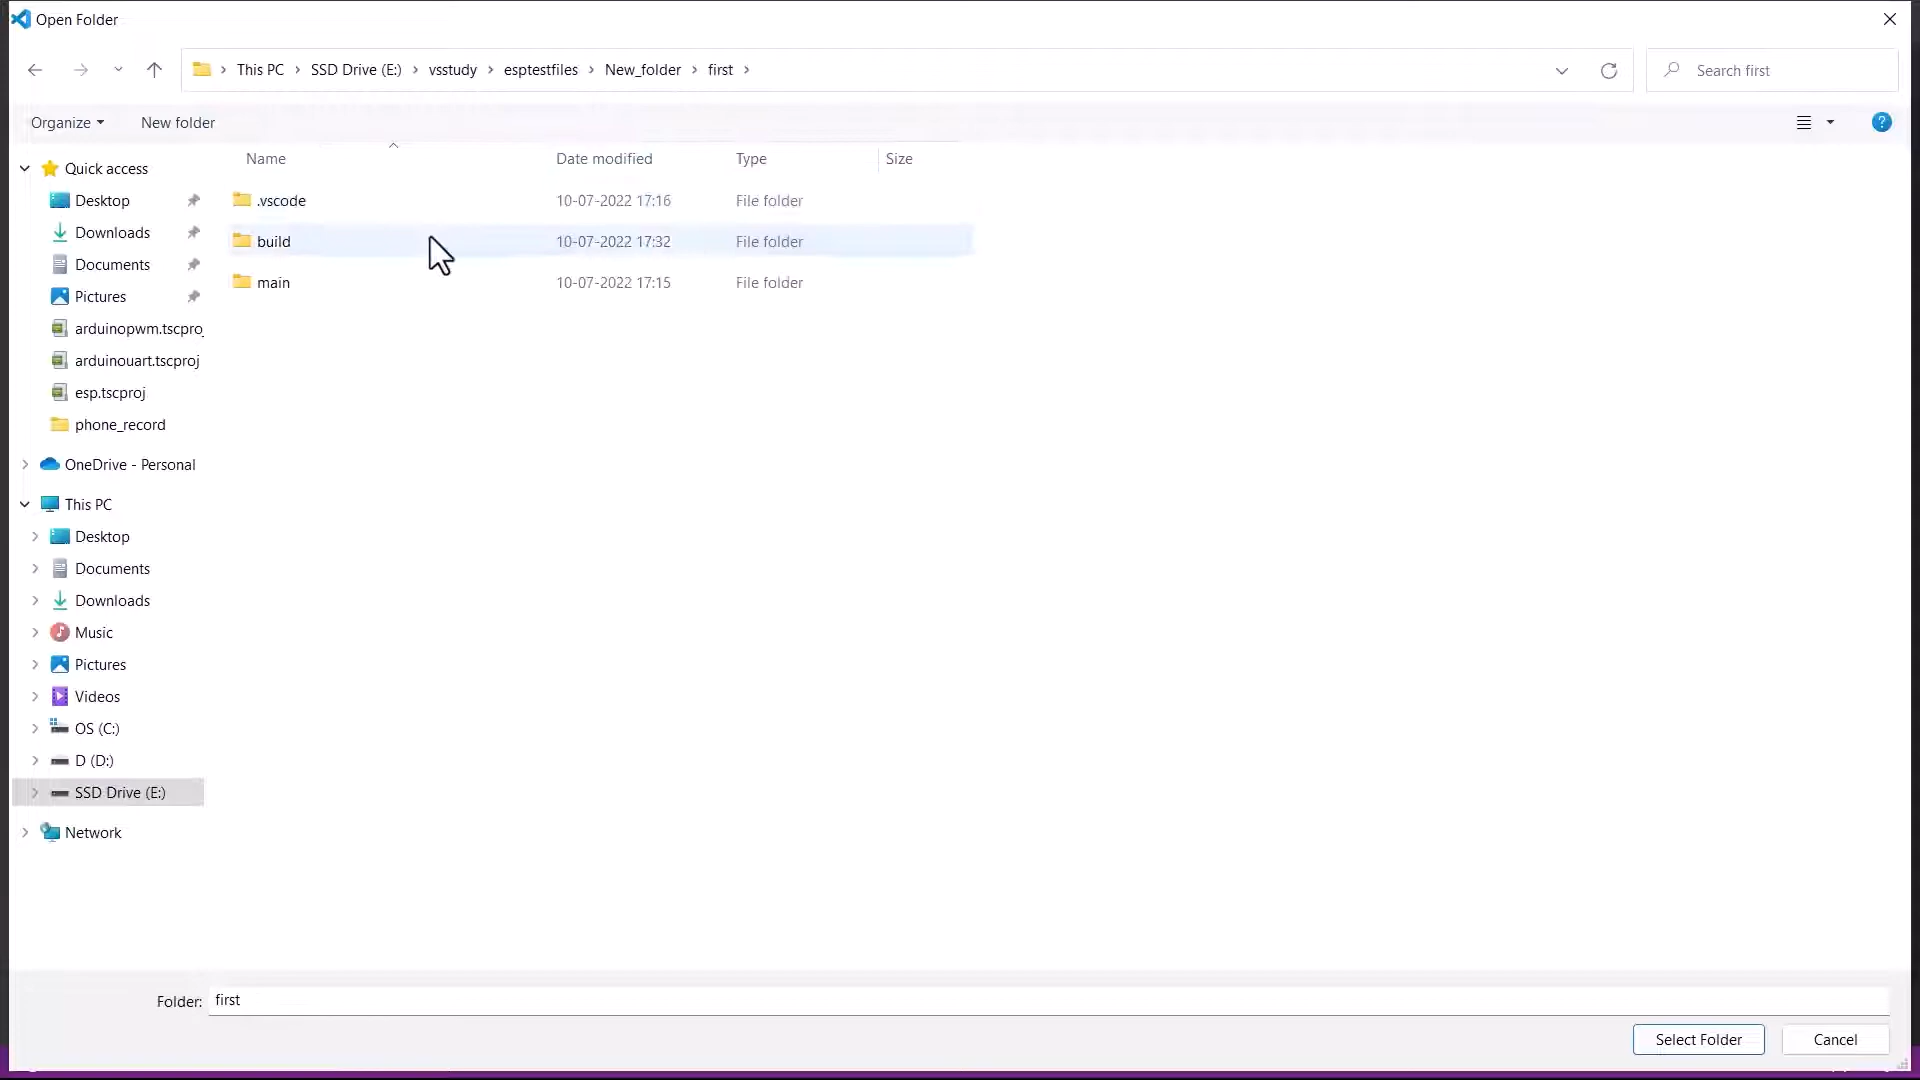 Open Folder
This PC > SSD Drive (E:) > vsstudy > esptestfiles > New_folder > first >
Search first
Organize
New folder
Name
Date modified
Type
Size
Quick access
Desktop
Downloads
Documents
Pictures
arduinopwm.tscpro
arduinouart.tscproj
esp.tscproj
phone_record
OneDrive - Personal
This PC
Desktop
Documents
Downloads
Music
Pictures
Videos
OS (C:)
D (D:)
SSD Drive (E:)
Network
.vscode 10-07-2022 17:16 File folder
build 10-07-2022 17:32 File folder
main 10-07-2022 17:15 File folder
Folder: first
Select Folder
Cancel